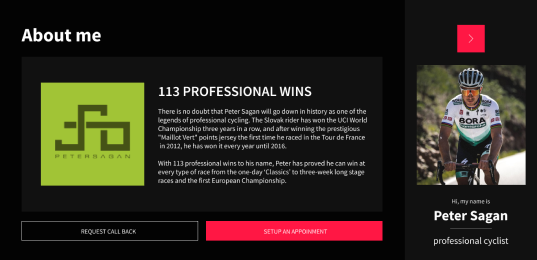 About me
113 PROFESSIONAL WINS
There is no doubt that Peter Sagan will go down in history as one of the
legends of professional cycling. The Slovak rider has won the UCI World
Championship three years in a row, and after winning the prestigious
"Maillot Vert" points jersey the first time he raced in the Tour de France
in 2012, he has won it every year until 2016.
With 113 professional wins to his name, Peter has proved he can win at
every type of race from the one-day 'Classics' to three-week long stage
races and the first European Championship.
PETERSAGAN
REQUEST CALL BACK
SETUP AN APPOINMENT
BORA
Hi, my name is
Peter Sagan
professional cyclist